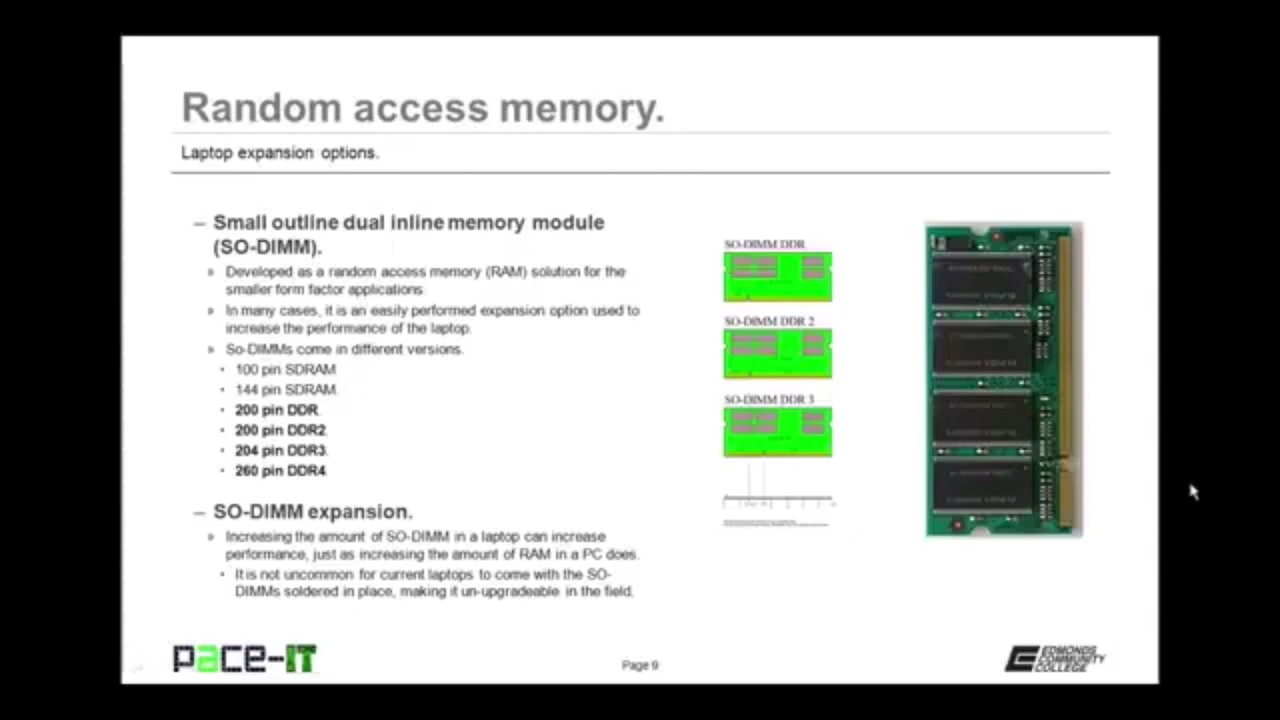 Random access memory.
Laptop expansion options.
– Small outline dual inline memory module
(SO-DIMM).
» Developed as a random access memory (RAM) solution for the
smaller form factor applications.
» In many cases, it is an easily performed expansion option used to
increase the performance of the laptop.
» So-DIMMs come in different versions.
· 100 pin SDRAM.
· 144 pin SDRAM.
· 200 pin DDR.
· 200 pin DDR2.
· 204 pin DDR3.
· 260 pin DDR4.
– SO-DIMM expansion.
» Increasing the amount of SO-DIMM in a laptop can increase
performance, just as increasing the amount of RAM in a PC does.
· It is not uncommon for current laptops to come with the SO-
DIMMs soldered in place, making it un-upgradeable in the field.
SO-DIMM DDR
SO-DIMM DDR 2
SO-DIMM DDR 3
pace-IT
Page 9
EDMONDS
COMMUNITY
COLLEGE